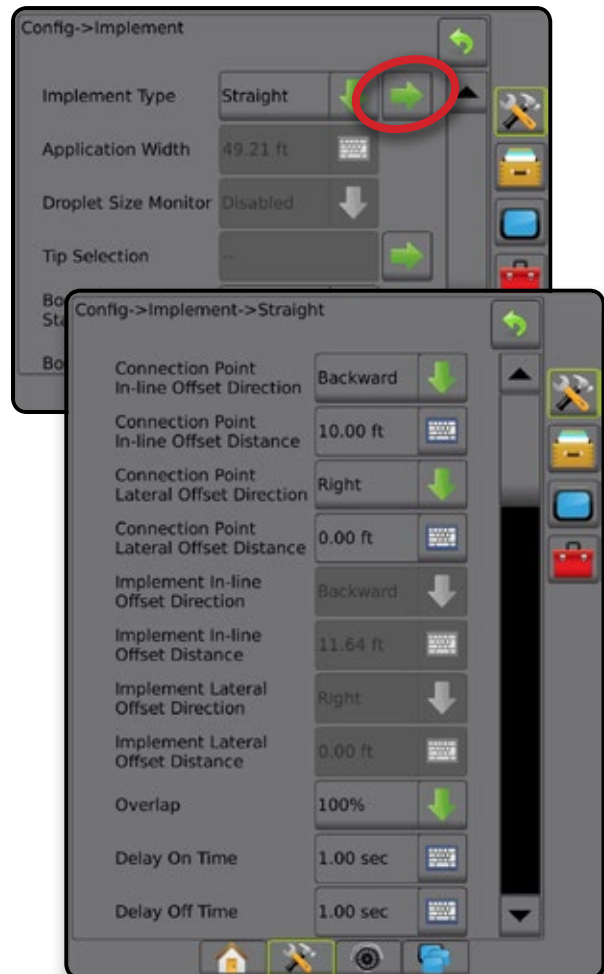 Config->Implement
Implement Type Straight
Application Width 49.21 ft
Droplet Size Monitor Disabled
Tip Selection --
Bo
Sta
Bo
Config->Implement->Straight
Connection Point
In-line Offset Direction Backward
Connection Point
In-line Offset Distance 10.00 ft
Connection Point
Lateral Offset Direction Right
Connection Point
Lateral Offset Distance 0.00 ft
Implement In-line
Offset Direction Backward
Implement In-line
Offset Distance 11.64 ft
Implement Lateral
Offset Direction Right
Implement Lateral
Offset Distance 0.00 ft
Overlap 100%
Delay On Time 1.00 sec
Delay Off Time 1.00 sec